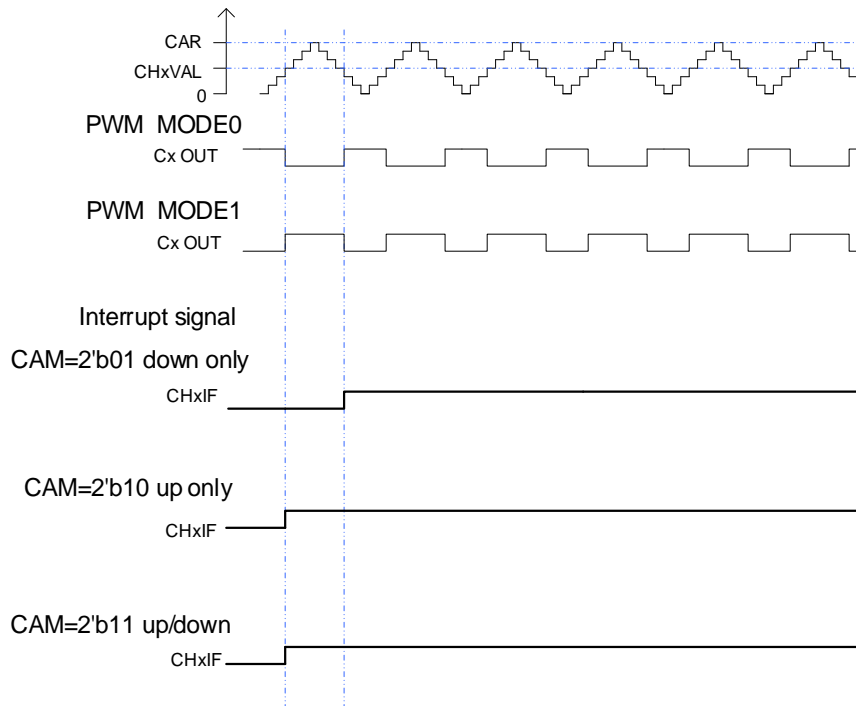 CAR
CHxVAL
0
PWM MODE0
Cx OUT
PWM MODE1
Cx OUT
Interrupt signal
CAM=2'b01 down only
CHxIF
CAM=2'b10 up only
CHxIF
CAM=2'b11 up/down
CHxIF